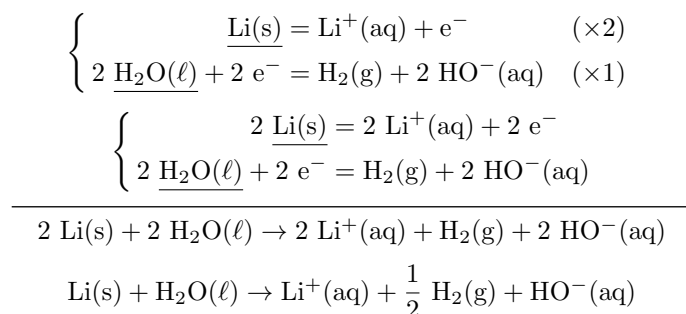 Li(s) = Li⁺(aq) + e⁻ (×2)
2 H₂O(ℓ) + 2 e⁻ = H₂(g) + 2 HO⁻(aq) (×1)
2 Li(s) = 2 Li⁺(aq) + 2 e⁻
2 H₂O(ℓ) + 2 e⁻ = H₂(g) + 2 HO⁻(aq)
2 Li(s) + 2 H₂O(ℓ) → 2 Li⁺(aq) + H₂(g) + 2 HO⁻(aq)
Li(s) + H₂O(ℓ) → Li⁺(aq) + 1/2 H₂(g) + HO⁻(aq)